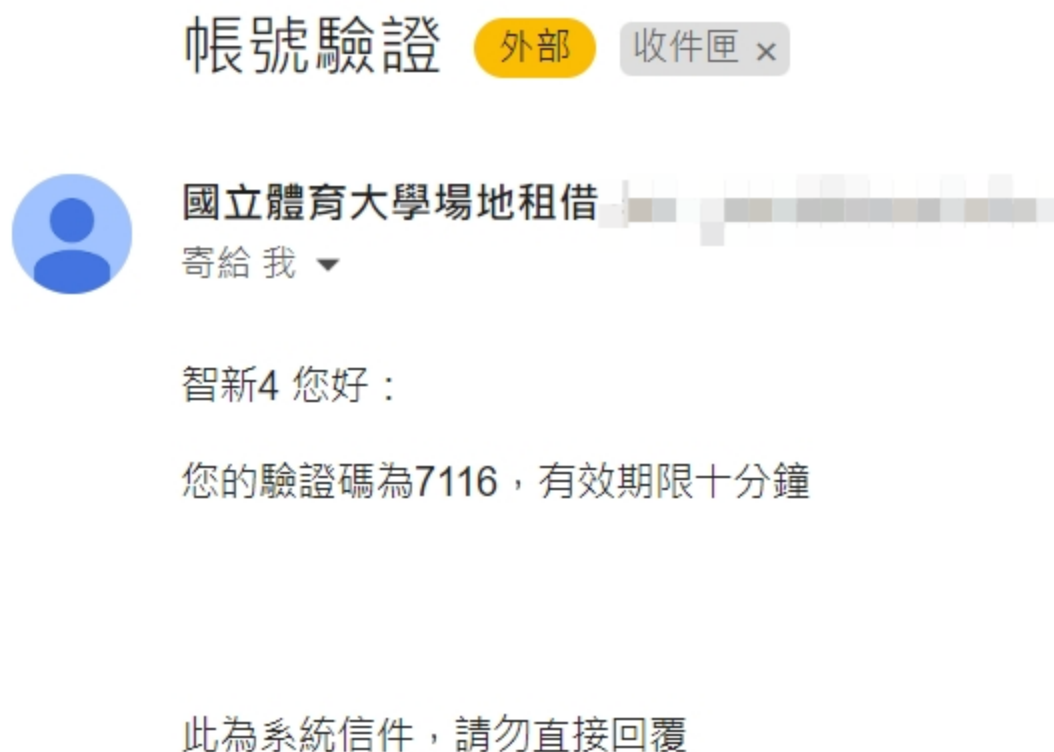 帳號驗證 外部 收件匣 ×
國立體育大學場地租借
寄給 我
智新4 您好：
您的驗證碼為7116，有效期限十分鐘
此為系統信件，請勿直接回覆